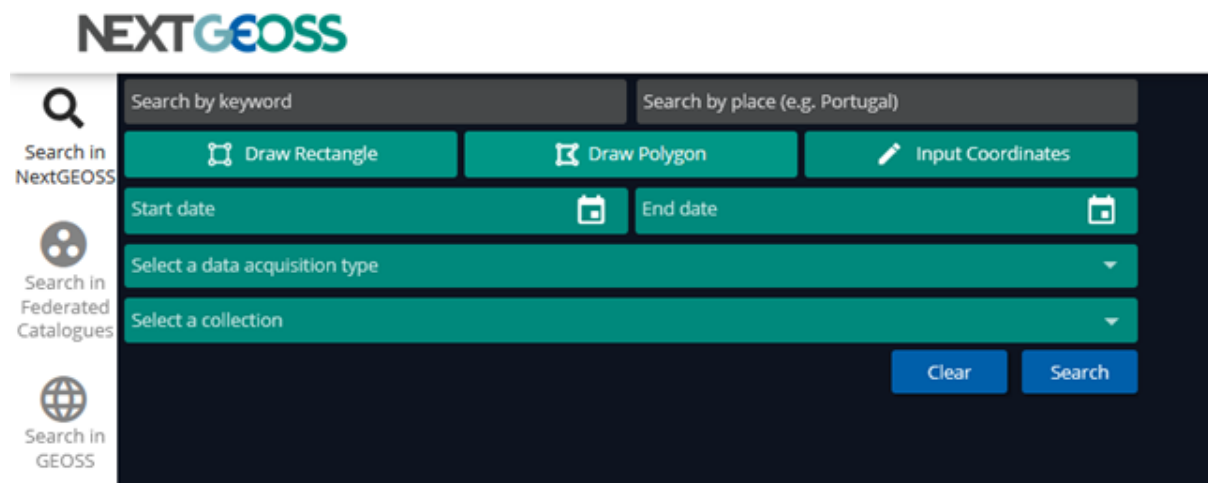 NEXTGEOSS
Search in
NextGEOSS
Search in
Federated
Catalogues
Search in
GEOSS
Search by keyword
Search by place (e.g. Portugal)
Draw Rectangle
Draw Polygon
Input Coordinates
Start date
End date
Select a data acquisition type
Select a collection
Clear
Search